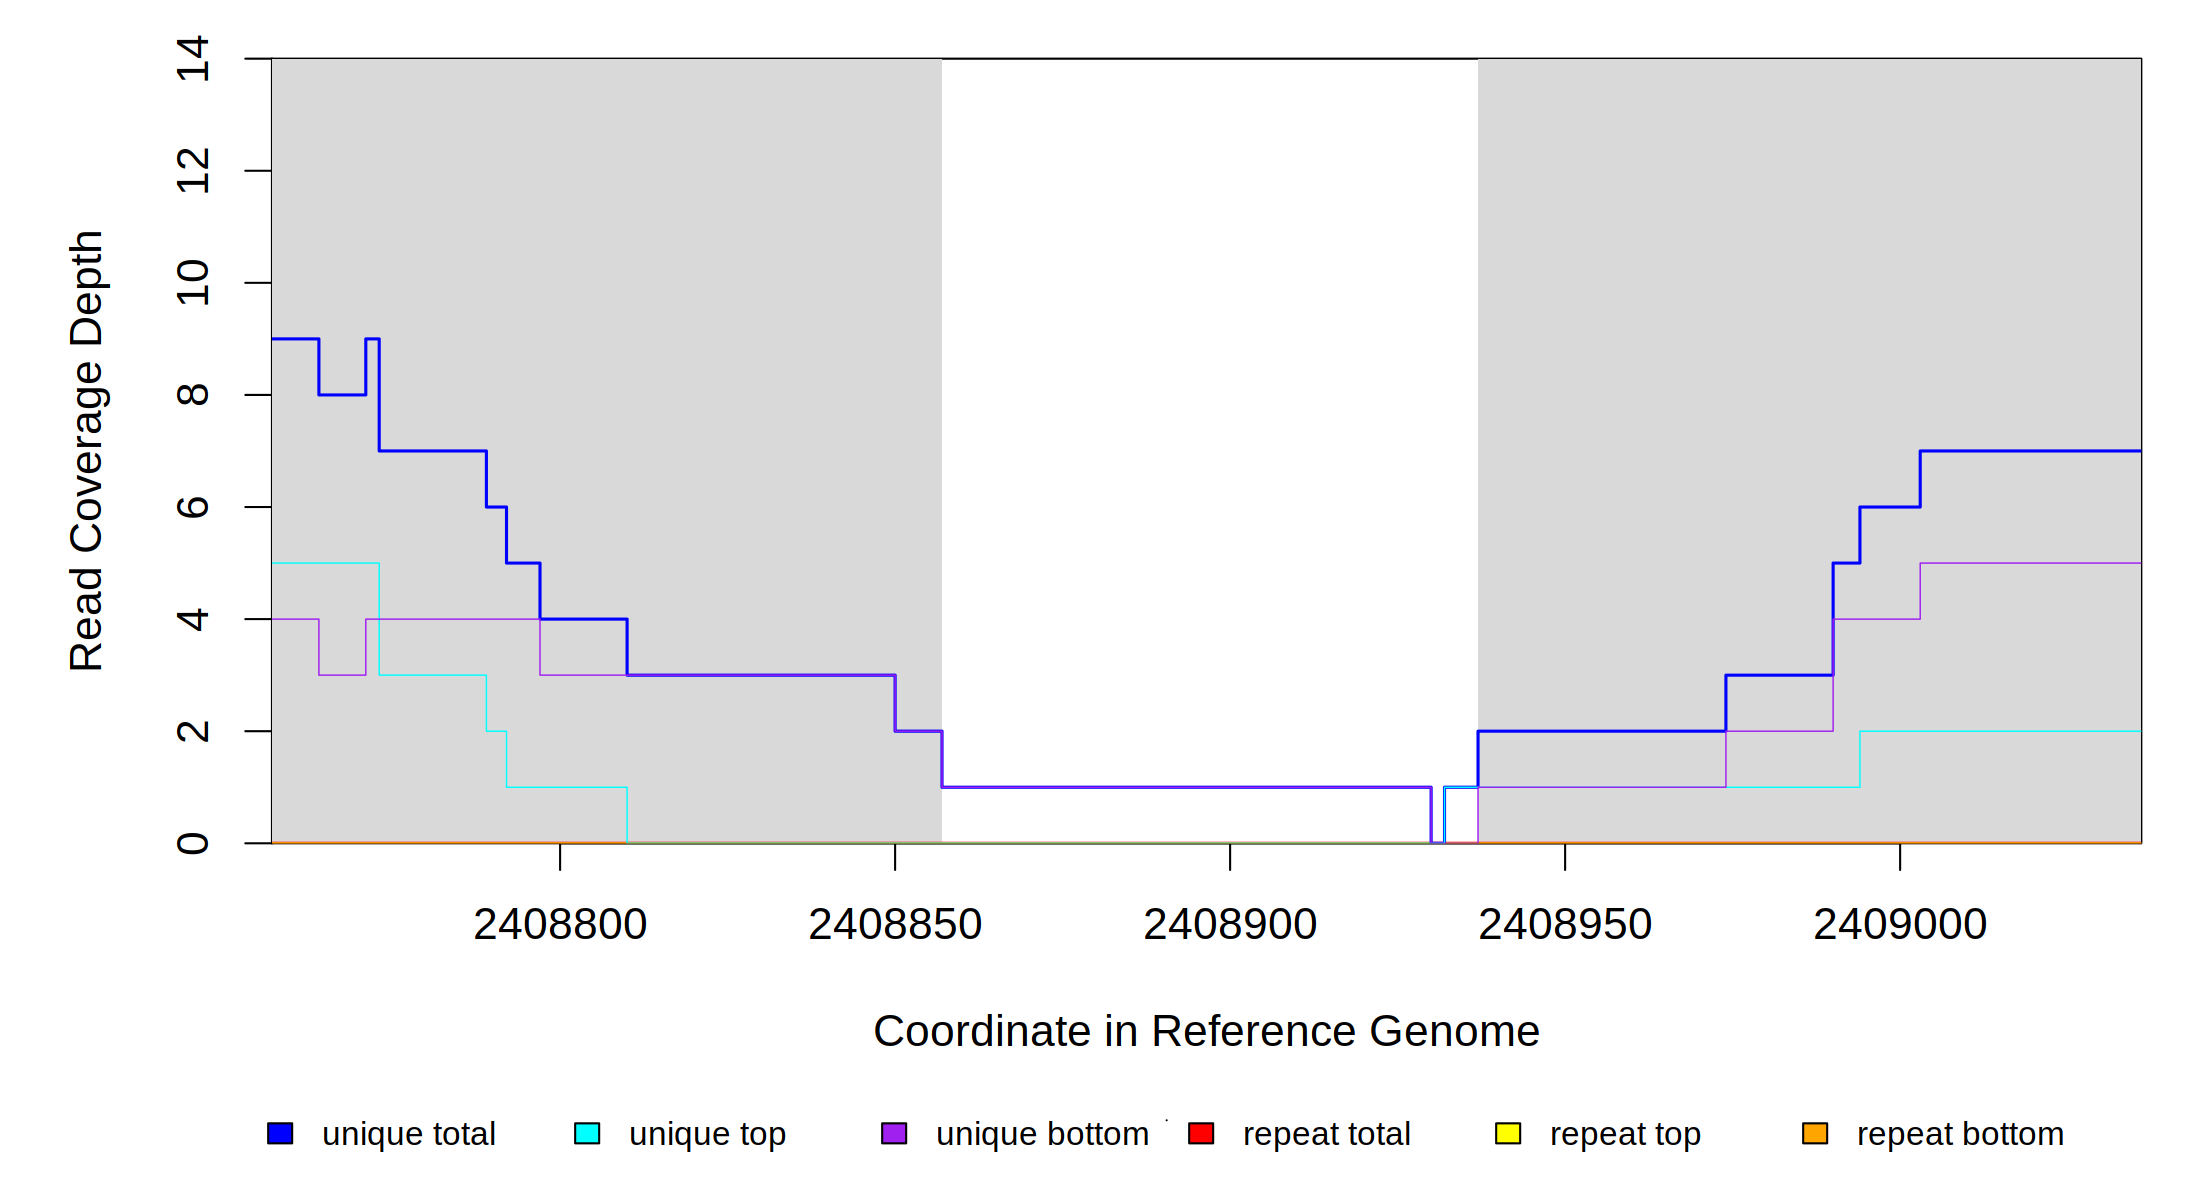 14
12
10
8
6
4
2
0
Read Coverage Depth
2408800 2408850 2408900 2408950 2409000
Coordinate in Reference Genome
unique total unique top unique bottom repeat total repeat top repeat bottom